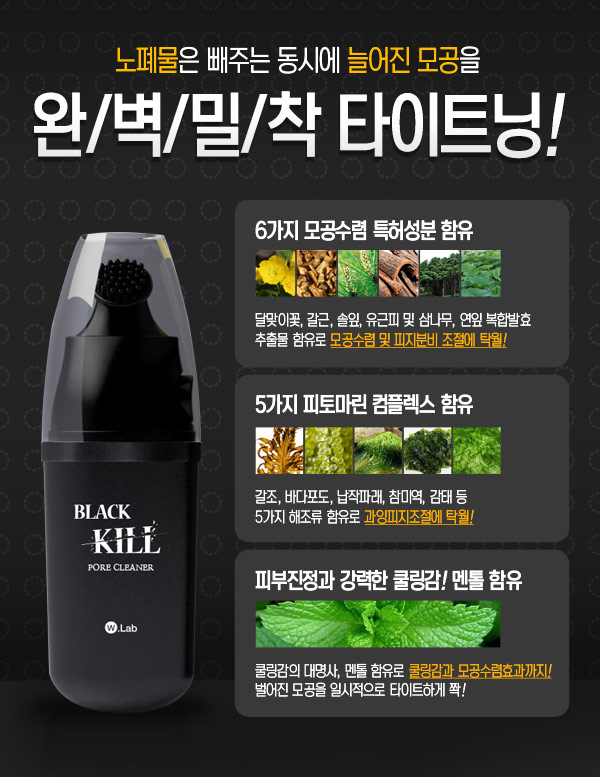 노폐물은 빼주는 동시에 늘어진 모공을
완/벽/밀/착 타이트닝!
6가지 모공수렴 특허성분 함유
달맞이꽃, 갈근, 솔잎, 유근피 및 삼나무, 연잎 복합발효
추출물 함유로 모공수렴 및 피지분비 조절에 탁월!
5가지 피토마린 컴플렉스 함유
갈조, 바다포도, 납작파래, 참미역, 감태 등
5가지 해조류 함유로 과잉피지조절에 탁월!
피부진정과 강력한 쿨링감! 멘톨 함유
쿨링감의 대명사, 멘톨 함유로 쿨링감과 모공수렴효과까지!
벌어진 모공을 일시적으로 타이트하게 쫙!
BLACK
KILL
PORE CLEANER
W.Lab